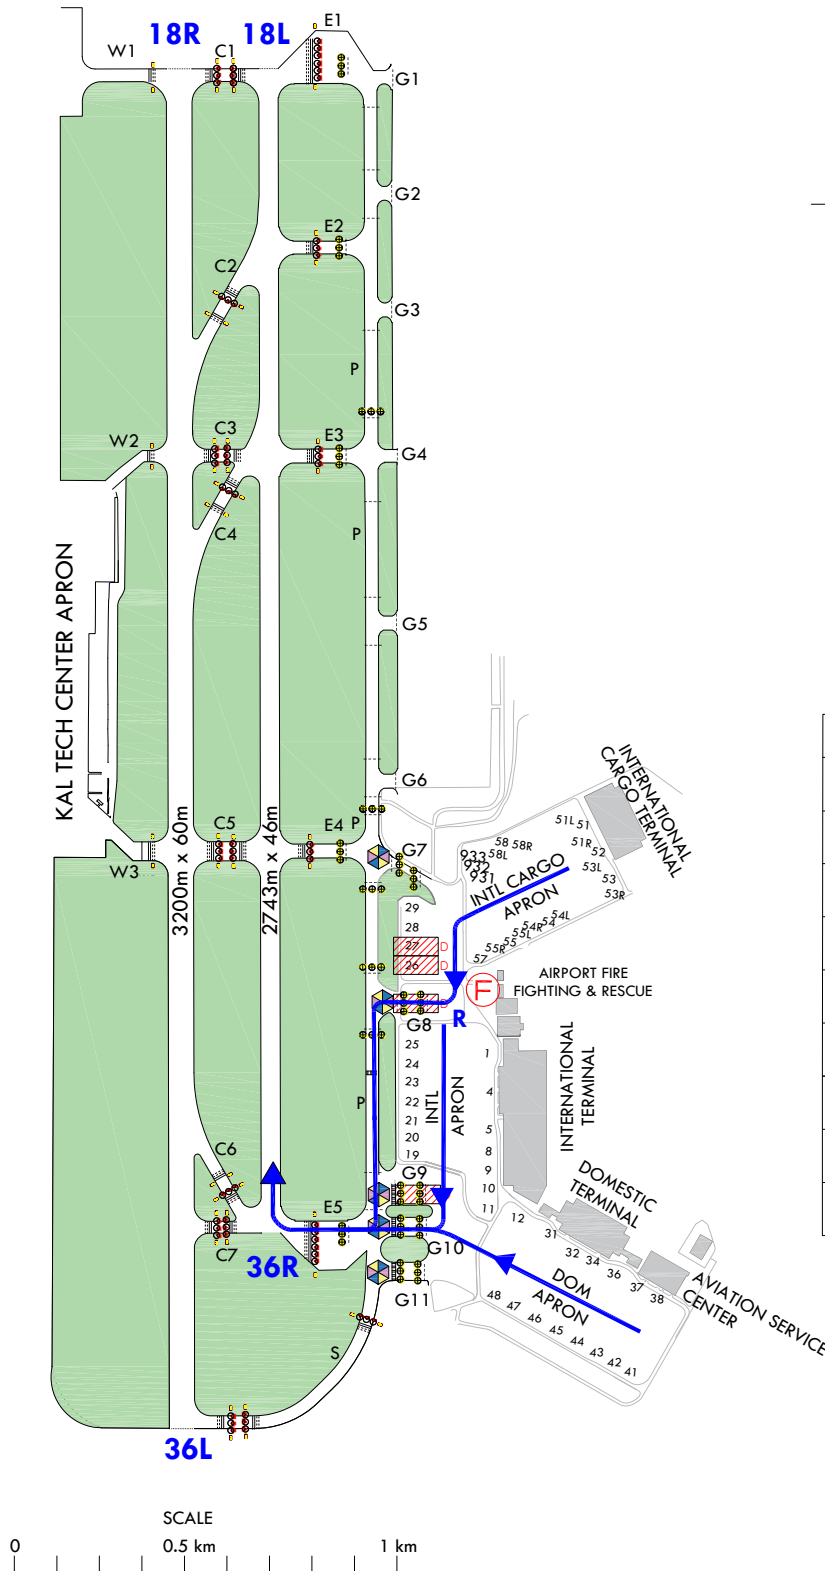 18R
18L
E1
W1
C1
G1
G2
E2
C2
G3
P
W2
C3
E3
G4
C4
P
KAL TECH CENTER APRON
G5
G6
INTERNATIONAL
CARGO TERMINAL
3200m x 60m
2743m x 46m
C5
E4
P
G7
W3
51L
51
58
58R
51R
52
933
58L
932
931
53L
53
53R
INTL CARGO
APRON
29
28
27
D
26
D
54L
54
54R
55L
55
55R
57
F
AIRPORT FIRE
FIGHTING & RESCUE
G8
R
25
24
23
22
21
20
19
P
INTL
APRON
1
4
5
8
9
10
11
INTERNATIONAL
TERMINAL
C6
G9
DOMESTIC
TERMINAL
12
31
32
34
36
37
38
C7
E5
G10
36R
G11
DOM
APRON
AVIATION SERVICE
CENTER
48
47
46
45
44
43
42
41
S
36L
SCALE
0
0.5 km
1 km